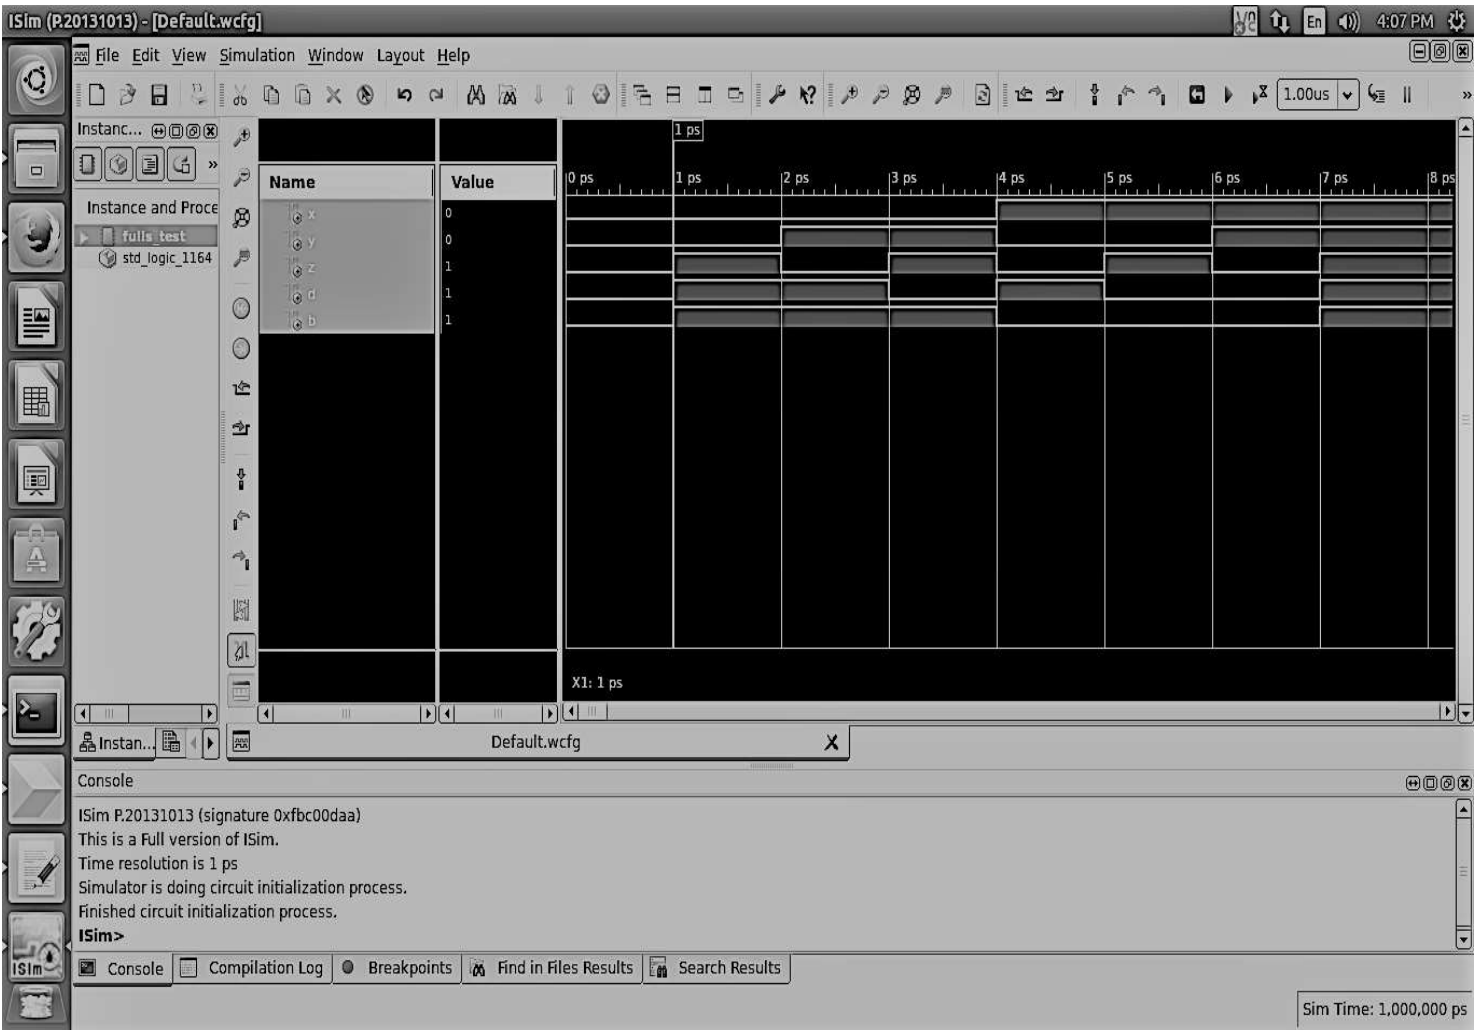 ISim (P.20131013) - [Default.wcfg]
En 4:07 PM
File Edit View Simulation Window Layout Help
1.00us
»
Instanc...
»
Instance and Proce
fulls_test
std_logic_1164
Name
Value
x
0
y
0
z
1
d
1
b
1
1 ps
0 ps 1 ps 2 ps 3 ps 4 ps 5 ps 6 ps 7 ps 8 ps
X1: 1 ps
Instan...
Default.wcfg
Console
ISim P.20131013 (signature 0xfbc00daa)
This is a Full version of ISim.
Time resolution is 1 ps
Simulator is doing circuit initialization process.
Finished circuit initialization process.
ISim>
Console Compilation Log Breakpoints Find in Files Results Search Results
ISim
Sim Time: 1,000,000 ps